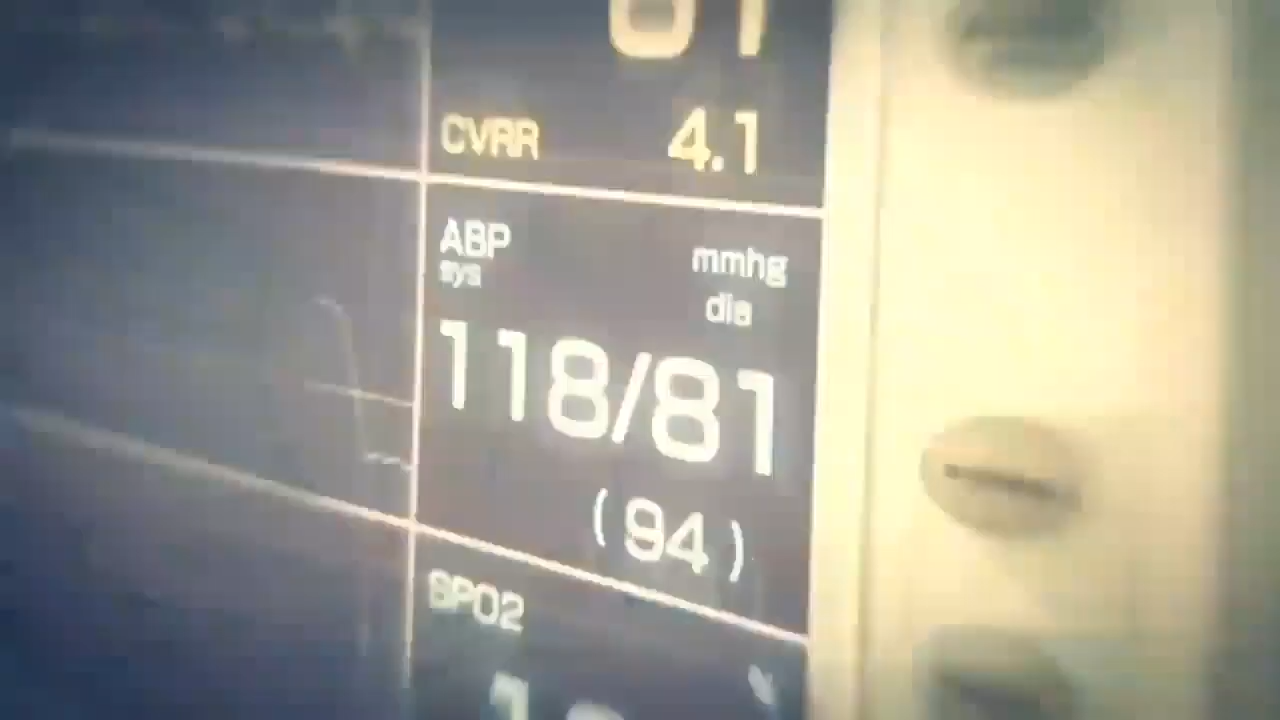 CVRR 4.1
ABP mmhg
sys dia
118/81
(94)
SPO2